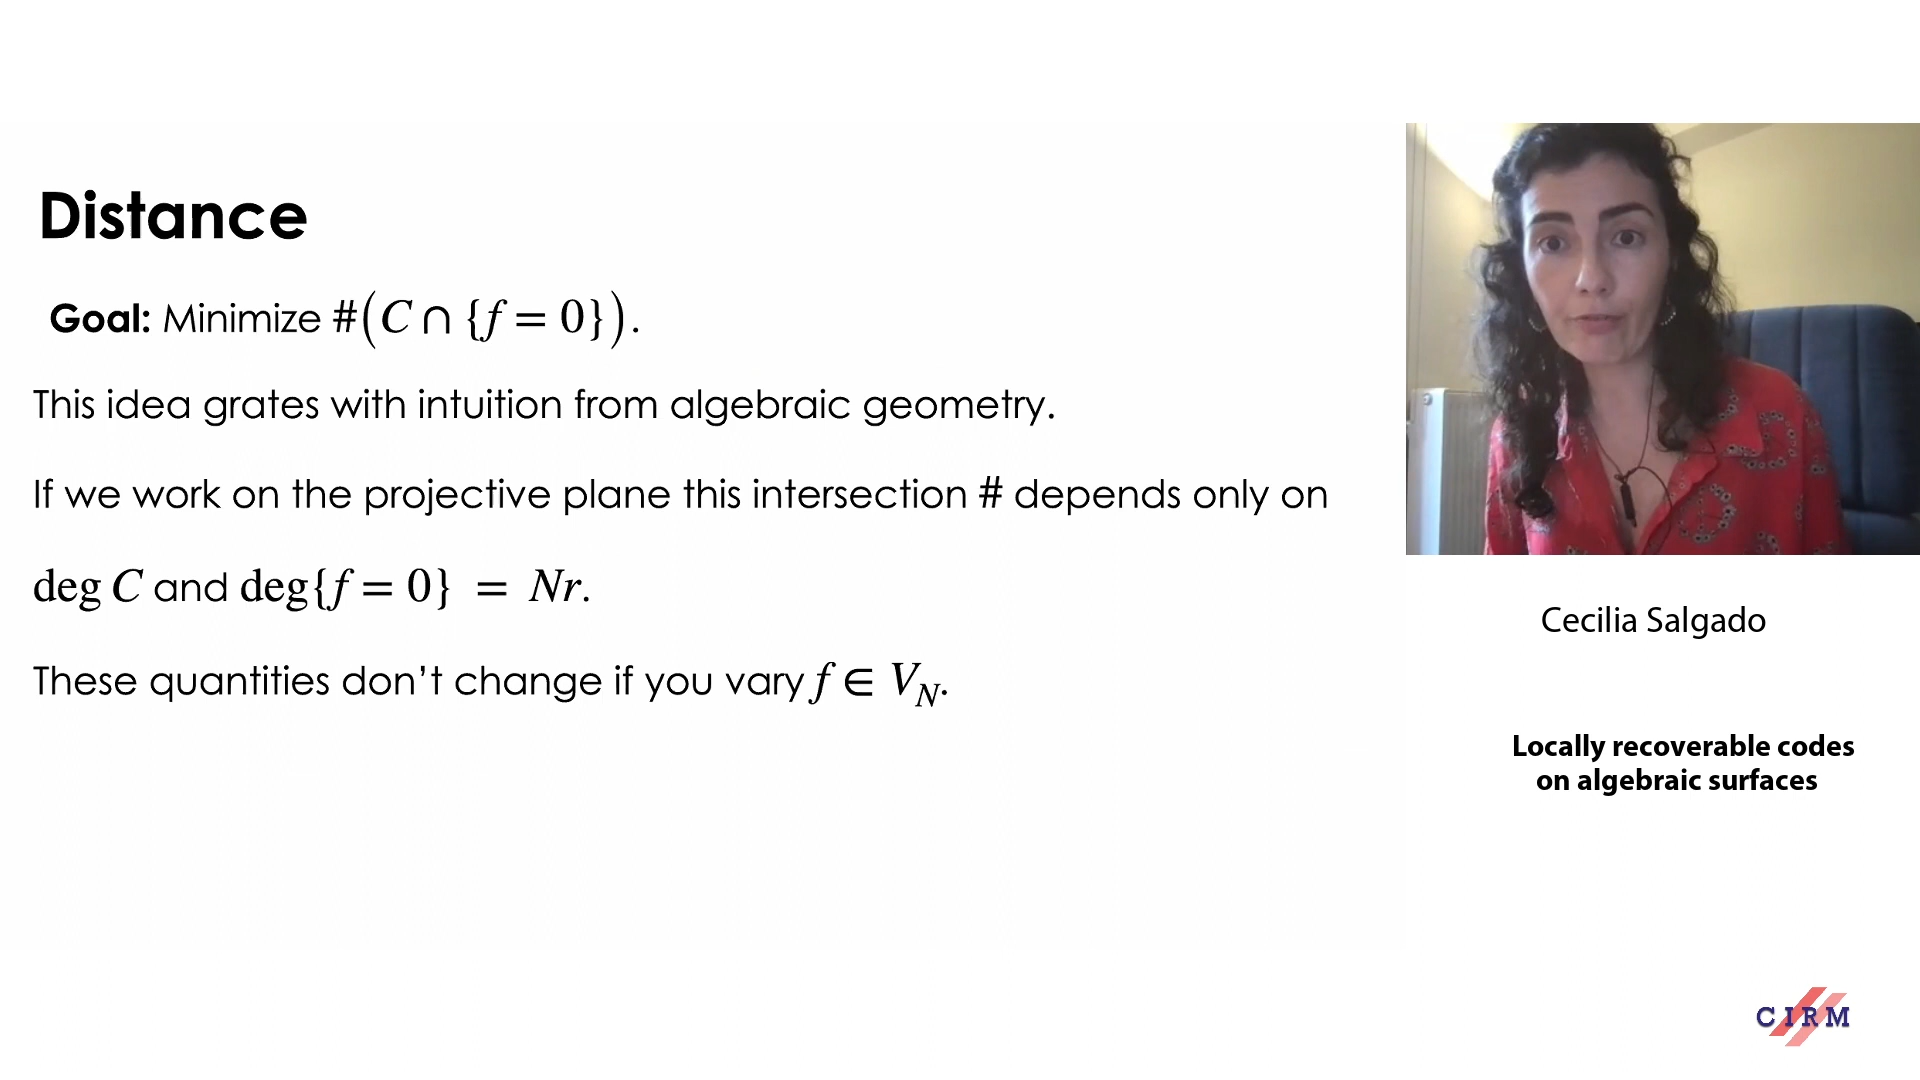 Distance
Goal: Minimize #(C ∩ {f = 0}).
This idea grates with intuition from algebraic geometry.
If we work on the projective plane this intersection # depends only on
deg C and deg{f = 0} = Nr.
These quantities don’t change if you vary f ∈ V_N.
Cecilia Salgado
Locally recoverable codes
on algebraic surfaces
CIRM